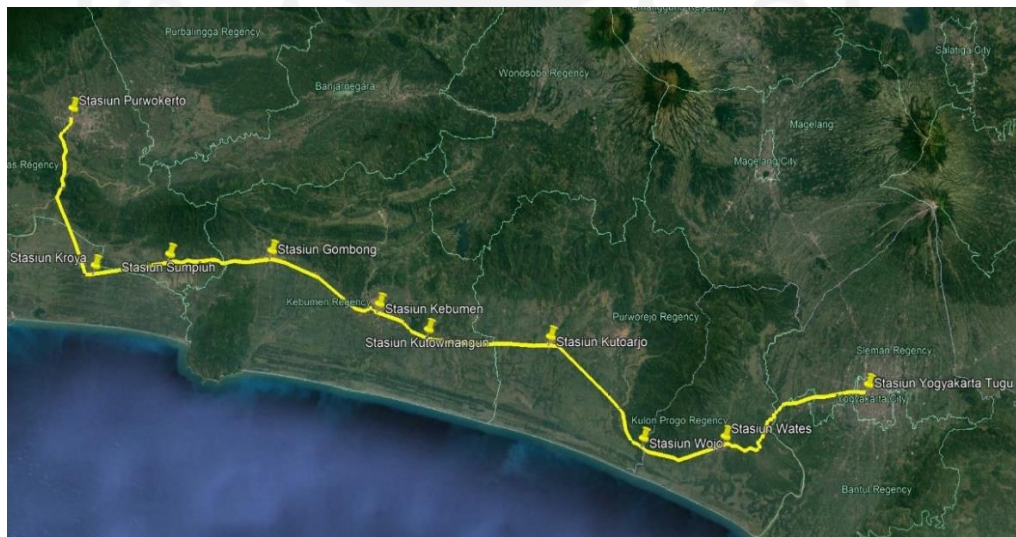 Purbalingga Regency
Salatiga City
Wonosobo Regency
Banjarnegara
Stasiun Purwokerto
Magelang
Magelang City
as Regency
Stasiun Gombong
Stasiun Kroya
Stasiun Sumpiuh
Kebumen Regency
Stasiun Kebumen
Purworejo Regency
Stasiun Kutowinangun
Stasiun Kutoarjo
Sleman Regency
Stasiun Yogyakarta Tugu
Yogyakarta City
Kulon Progo Regency
Stasiun Wates
Stasiun Wojo
Bantul Regency